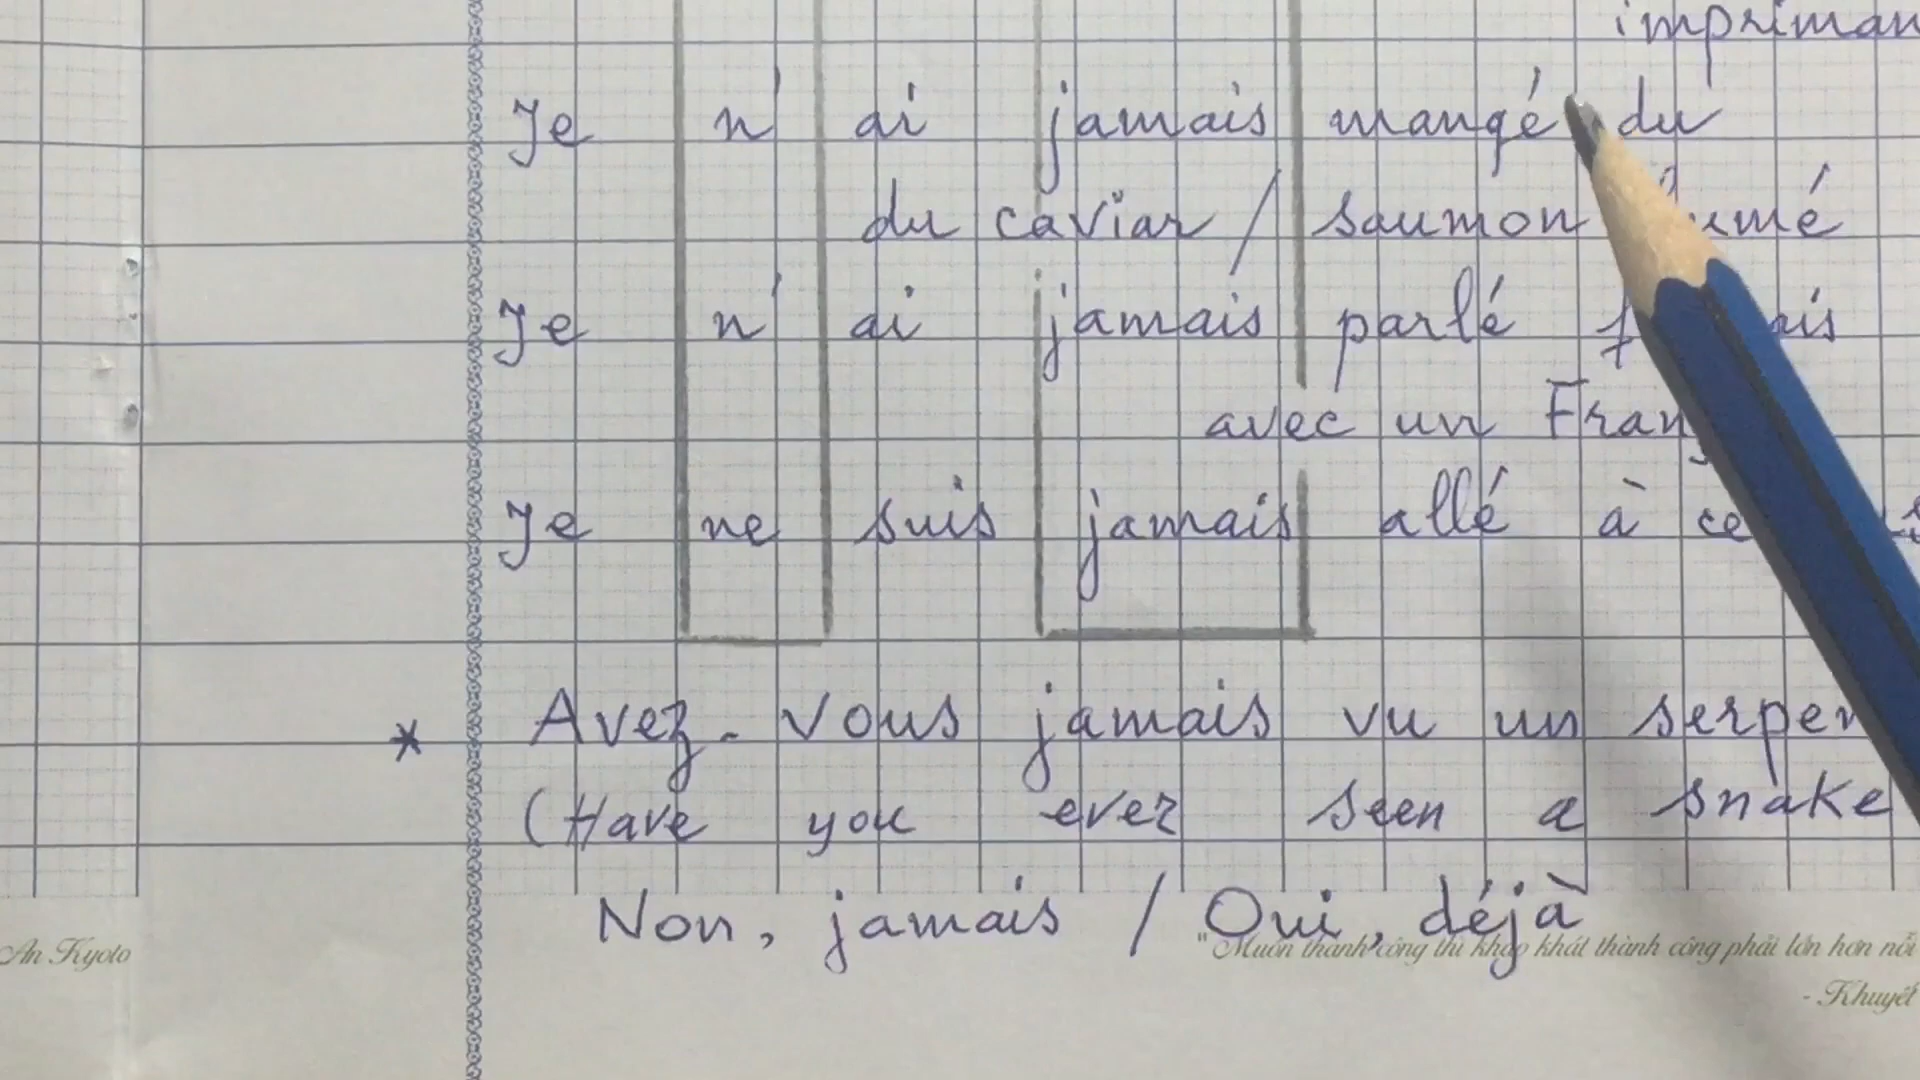 Je n' ai jamais mangé du
du caviar / saumon
Je n' ai jamais parlé
avec un
Je ne suis jamais allé à
* Avez-vous jamais vu un
(Have you ever seen a snake
Non, jamais / Oui, déjà
An Kyoto
"Muốn thành công thì khao khát thành công phải lớn hơn nỗi
- Khuyết